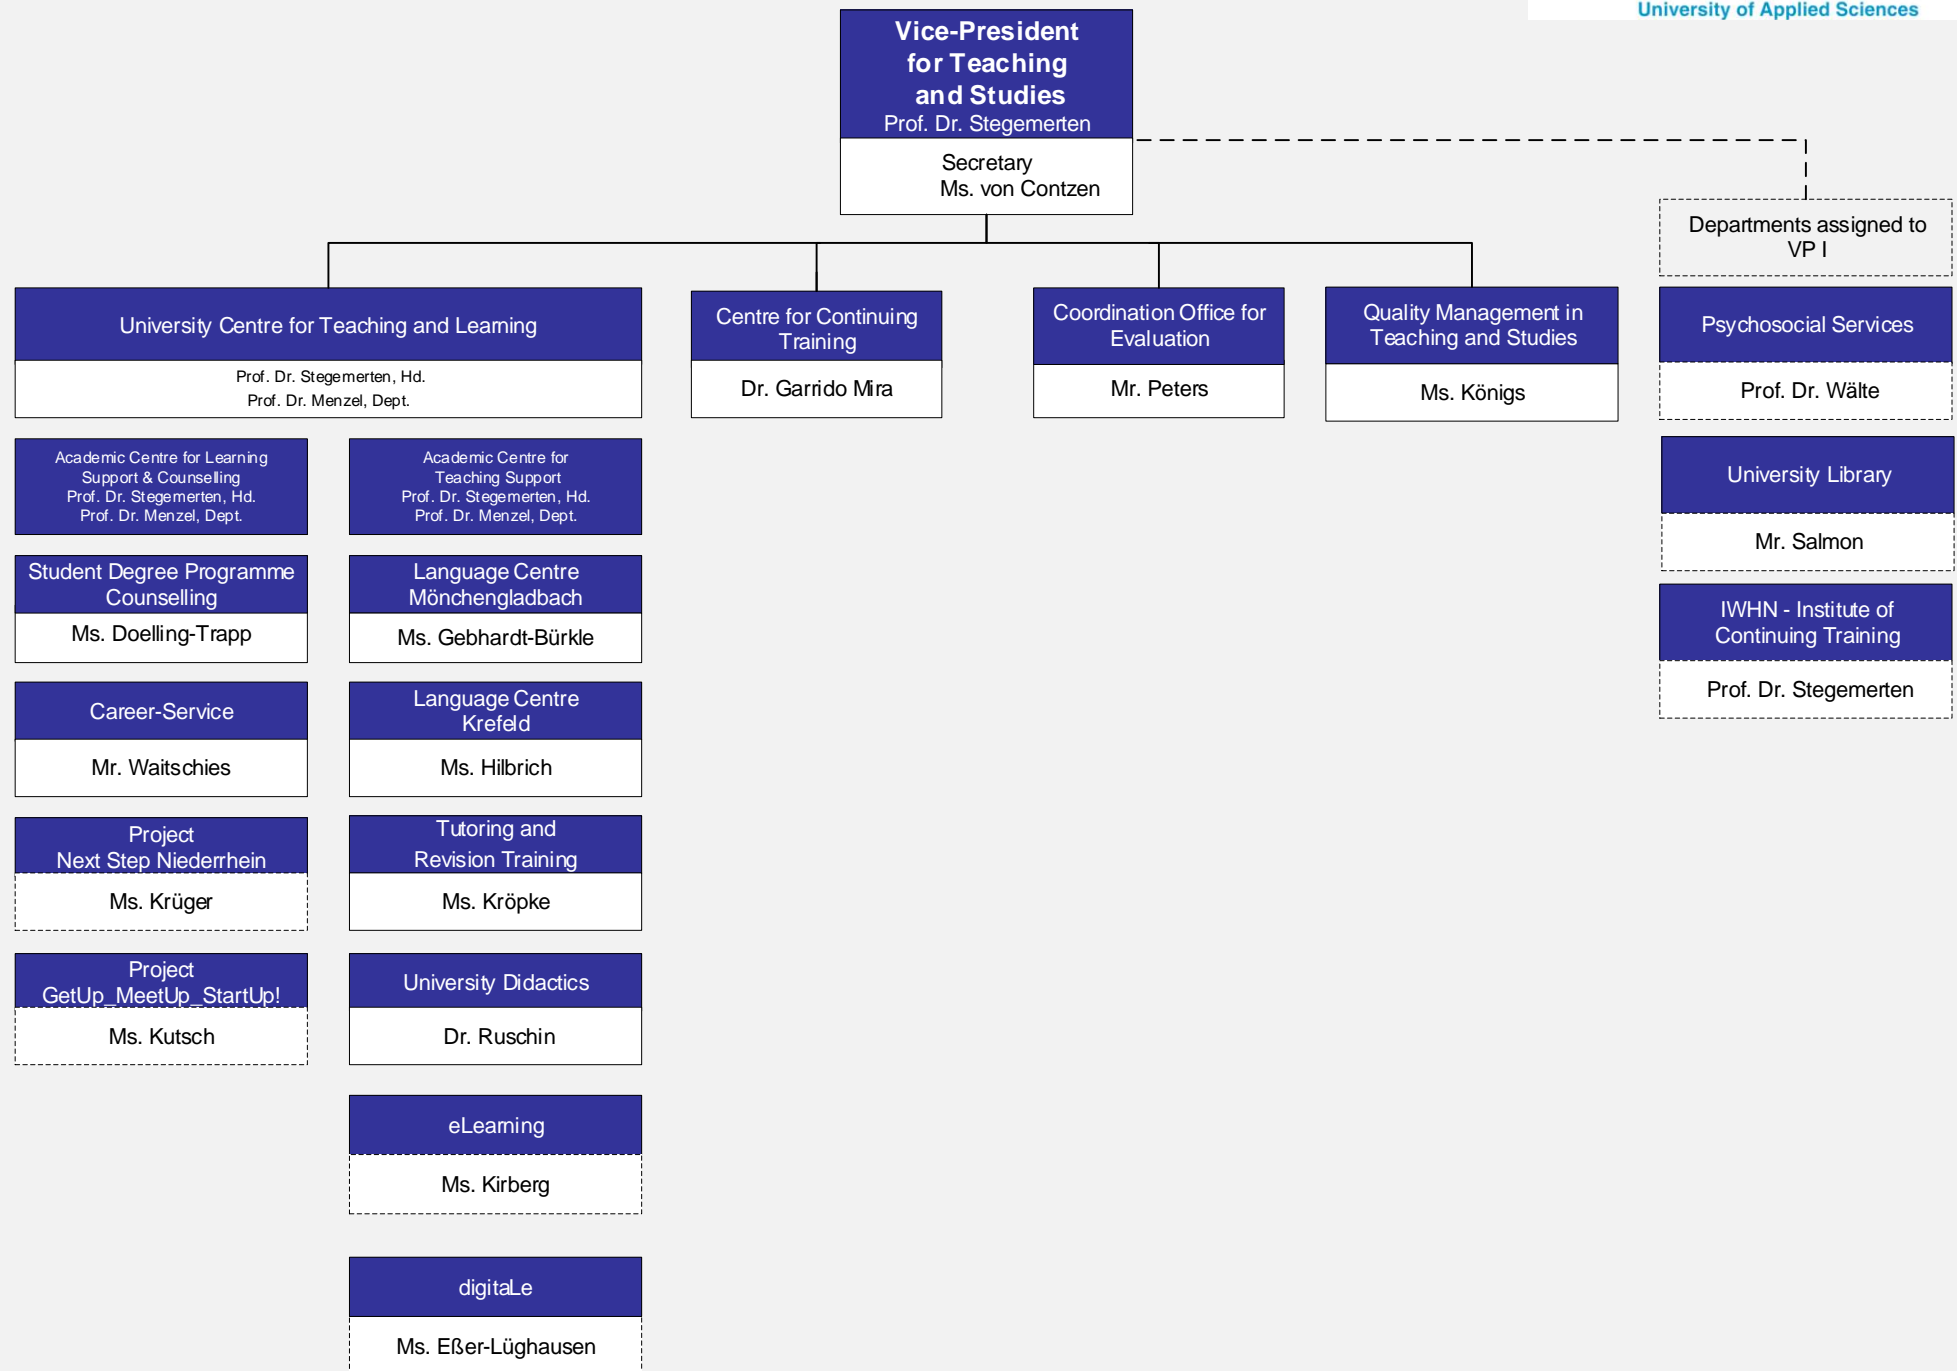 University of Applied Sciences
Vice-President
for Teaching
and Studies
Prof. Dr. Stegemerten
Secretary
Ms. von Contzen
Departments assigned to
VP I
University Centre for Teaching and Learning
Prof. Dr. Stegemerten, Hd.
Prof. Dr. Menzel, Dept.
Centre for Continuing
Training
Dr. Garrido Mira
Coordination Office for
Evaluation
Mr. Peters
Quality Management in
Teaching and Studies
Ms. Königs
Psychosocial Services
Prof. Dr. Wälte
University Library
Mr. Salmon
IWHN - Institute of
Continuing Training
Prof. Dr. Stegemerten
Academic Centre for Learning
Support & Counselling
Prof. Dr. Stegemerten, Hd.
Prof. Dr. Menzel, Dept.
Student Degree Programme
Counselling
Ms. Doelling-Trapp
Career-Service
Mr. Waitschies
Project
Next Step Niederrhein
Ms. Krüger
Project
GetUp_MeetUp_StartUp!
Ms. Kutsch
Academic Centre for
Teaching Support
Prof. Dr. Stegemerten, Hd.
Prof. Dr. Menzel, Dept.
Language Centre
Mönchengladbach
Ms. Gebhardt-Bürkle
Language Centre
Krefeld
Ms. Hilbrich
Tutoring and
Revision Training
Ms. Kröpke
University Didactics
Dr. Ruschin
eLearning
Ms. Kirberg
digitaLe
Ms. Eßer-Lüghausen